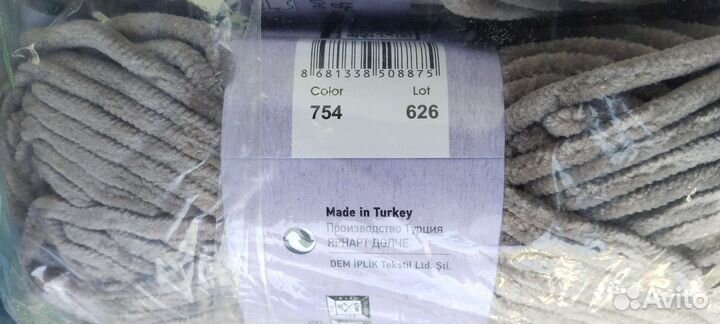 8 681338 508875
Color Lot
754 626
Made in Turkey
Производство Турция
ЯРНАРТ ДОЛЧЕ
DEM İPLİK Tekstil Ltd. Şti.
Avito